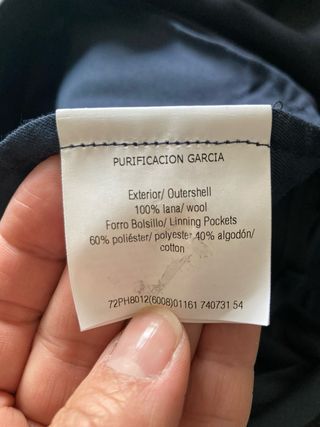 PURIFICACION GARCIA
Exterior/ Outershell
100% lana/ wool
Forro Bolsillo/ Linning Pockets
60% poliéster/ polyester 40% algodón/
cotton
72PH8012(6008)01161 740731 54